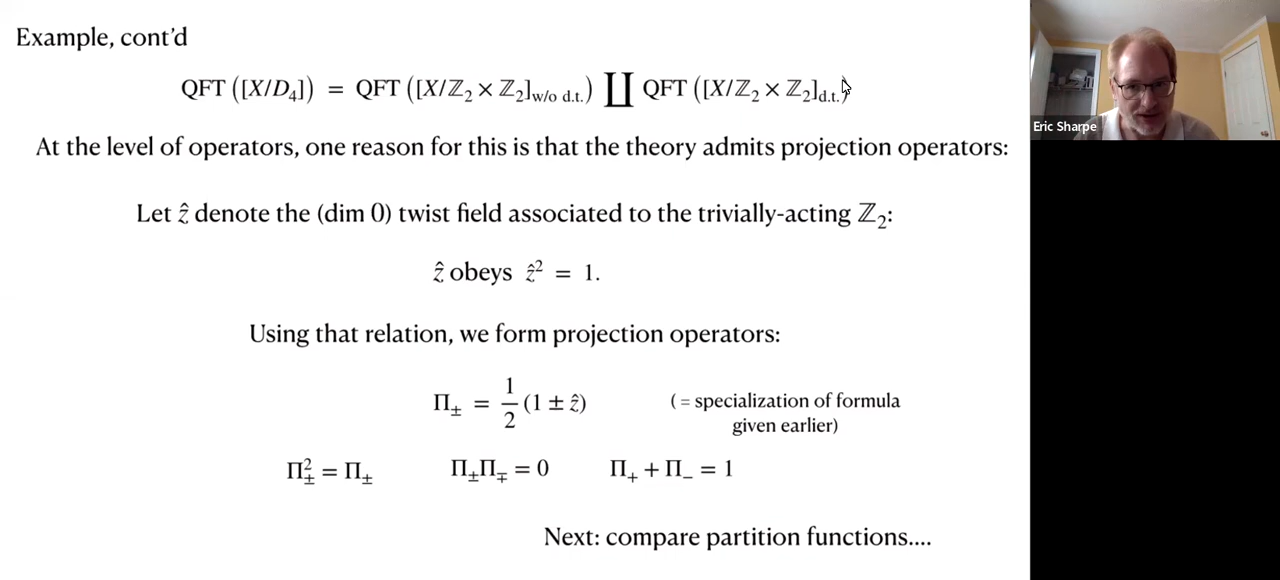 Example, cont'd
QFT ([X/D₄]) = QFT ([X/ℤ₂ × ℤ₂]w/o d.t.) ∐ QFT ([X/ℤ₂ × ℤ₂]d.t.)
Eric Sharpe
At the level of operators, one reason for this is that the theory admits projection operators:
Let ẑ denote the (dim 0) twist field associated to the trivially-acting ℤ₂:
ẑ obeys ẑ² = 1.
Using that relation, we form projection operators:
Π± = 1/2 (1 ± ẑ) ( = specialization of formula
given earlier)
Π±² = Π± Π±Π∓ = 0 Π₊ + Π₋ = 1
Next: compare partition functions....